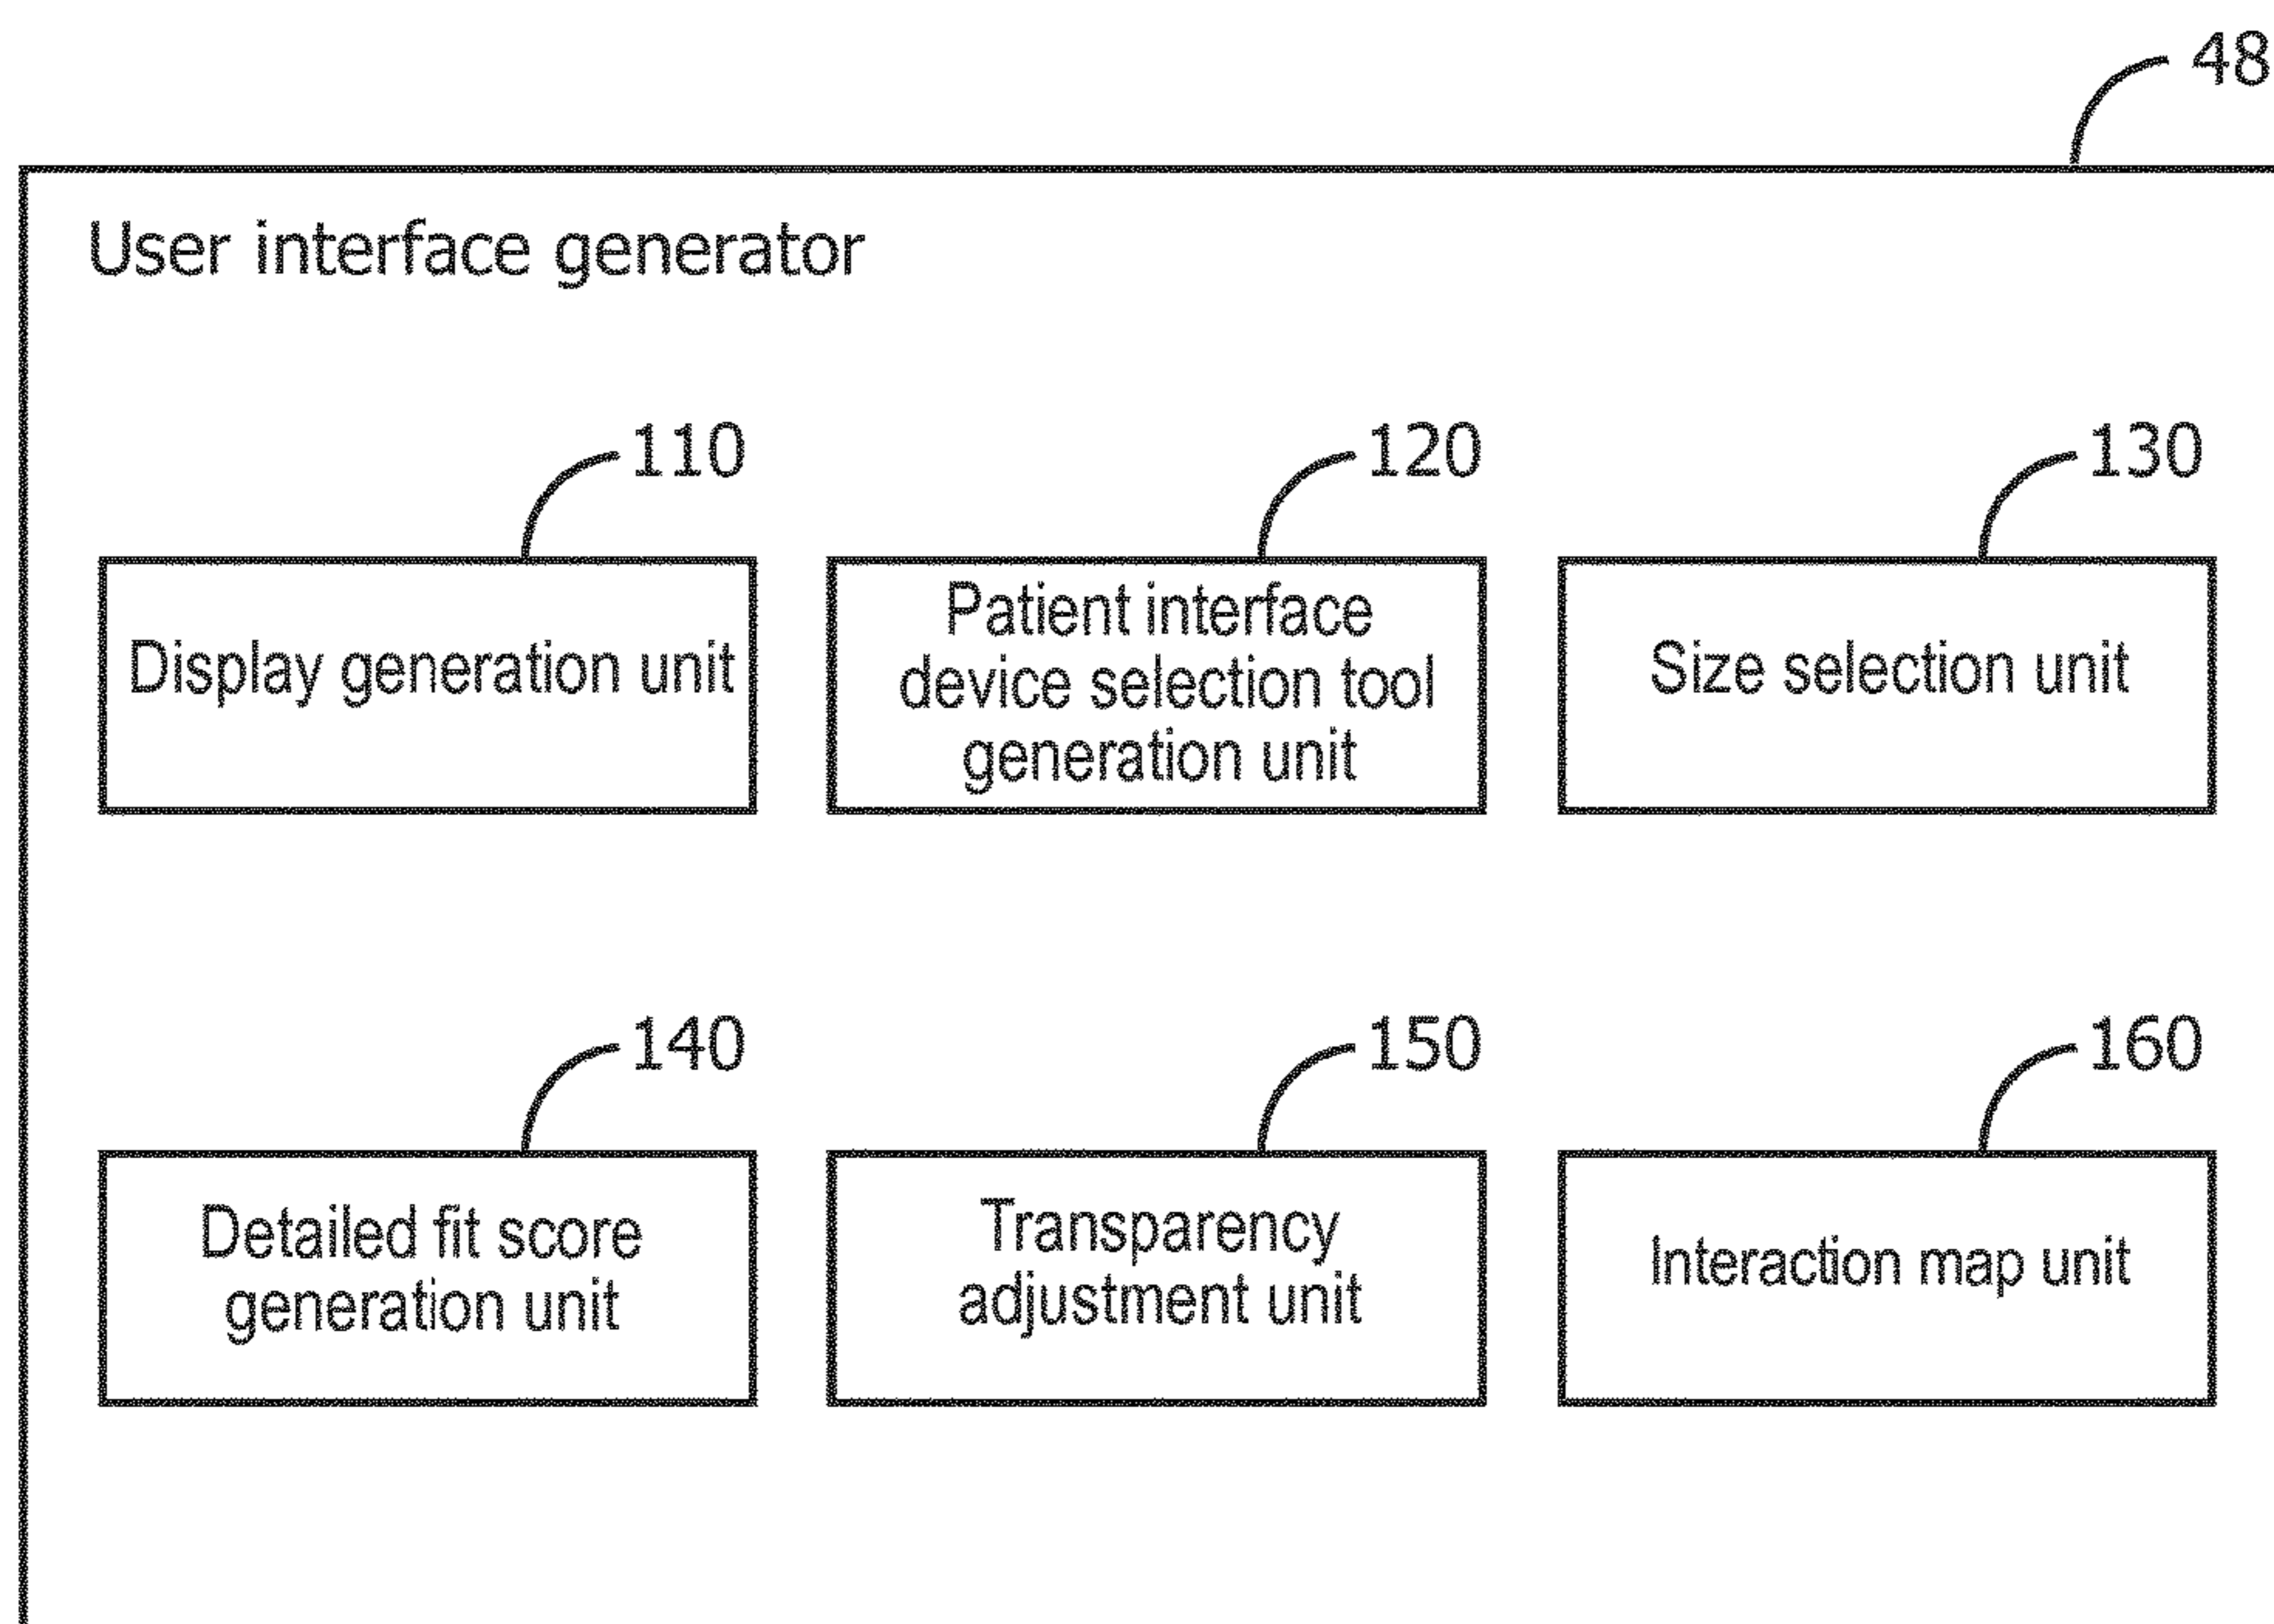 48
User interface generator
110
120
130
Display generation unit
Patient interface
device selection tool
generation unit
Size selection unit
140
150
160
Detailed fit score
generation unit
Transparency
adjustment unit
Interaction map unit